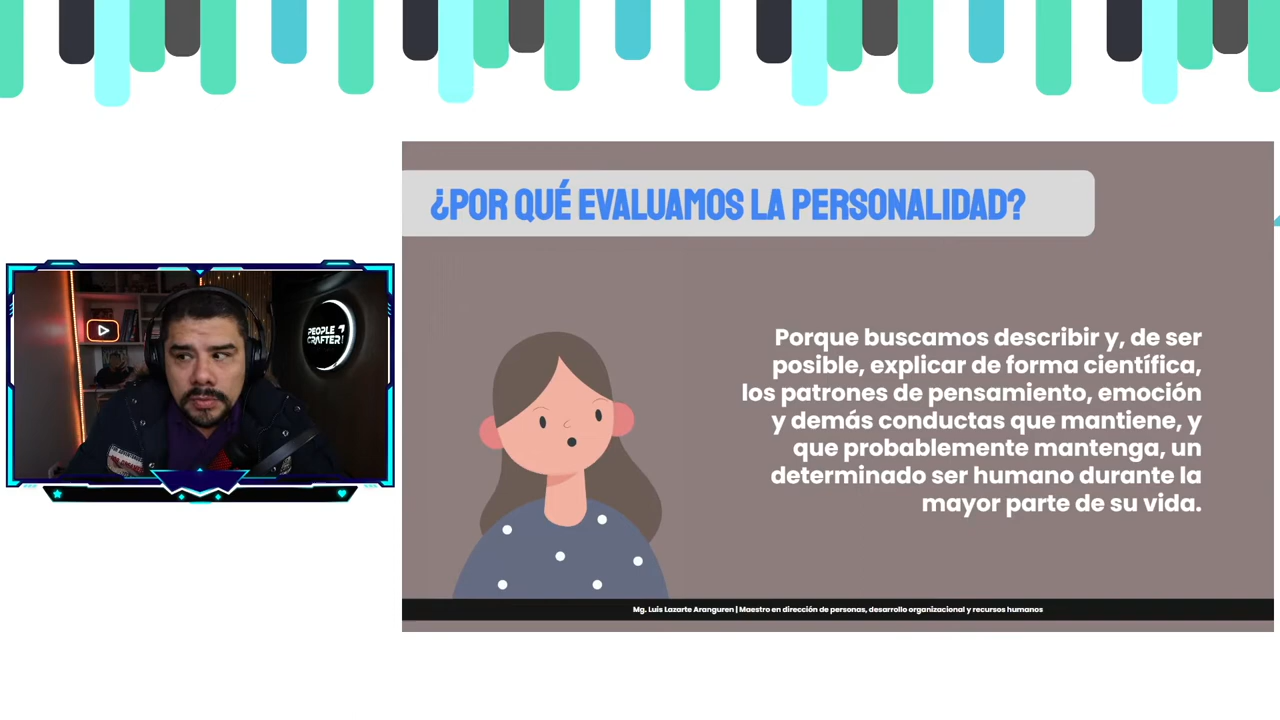 ¿POR QUÉ EVALUAMOS LA PERSONALIDAD?
PEOPLE
CRAFTER!
Porque buscamos describir y, de ser
posible, explicar de forma científica,
los patrones de pensamiento, emoción
y demás conductas que mantiene, y
que probablemente mantenga, un
determinado ser humano durante la
mayor parte de su vida.
Mg. Luis Lazarte Aranguren | Maestro en dirección de personas, desarrollo organizacional y recursos humanos